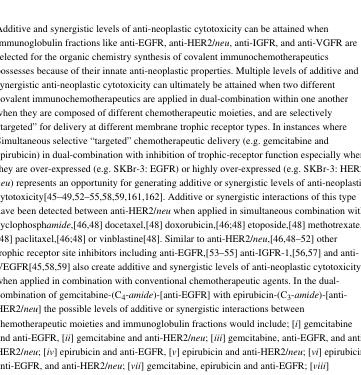 Additive and synergistic levels of anti-neoplastic cytotoxicity can be attained when
immunoglobulin fractions like anti-EGFR, anti-HER2/neu, anti-IGFR, and anti-VGFR are
selected for the organic chemistry synthesis of covalent immunochemotherapeutics
possesses because of their innate anti-neoplastic properties. Multiple levels of additive and
synergistic anti-neoplastic cytotoxicity can ultimately be attained when two different
covalent immunochemotherapeutics are applied in dual-combination within one another
when they are composed of different chemotherapeutic moieties, and are selectively
"targeted" for delivery at different membrane trophic receptor types. In instances where
Simultaneous selective "targeted" chemotherapeutic delivery (e.g. gemcitabine and
epirubicin) in dual-combination with inhibition of trophic-receptor function especially when
they are over-expressed (e.g. SKBr-3: EGFR) or highly over-expressed (e.g. SKBr-3: HER
neu) represents an opportunity for generating additive or synergistic levels of anti-neoplasti
cytotoxicity[45–49,52–55,58,59,161,162]. Additive or synergistic interactions of this type
have been detected between anti-HER2/neu when applied in simultaneous combination wit
cyclophosphamide,[46,48] docetaxel,[48] doxorubicin,[46;48] etoposide,[48] methotrexate,
[48] paclitaxel,[46;48] or vinblastine[48]. Similar to anti-HER2/neu,[46,48–52] other
trophic receptor site inhibitors including anti-EGFR,[53–55] anti-IGFR-1,[56,57] and anti-
VEGFR[45,58,59] also create additive and synergistic levels of anti-neoplastic cytotoxicity
when applied in combination with conventional chemotherapeutic agents. In the dual-
combination of gemcitabine-(C4-amide)-[anti-EGFR] with epirubicin-(C3-amide)-[anti-
HER2/neu] the possible levels of additive or synergistic interactions between
chemotherapeutic moieties and immunoglobulin fractions would include; [i] gemcitabine
and anti-EGFR, [ii] gemcitabine and anti-HER2/neu; [iii] gemcitabine, anti-EGFR, and anti
HER2/neu; [iv] epirubicin and anti-EGFR, [v] epirubicin and anti-HER2/neu; [vi] epirubicin
anti-EGFR, and anti-HER2/neu; [vii] gemcitabine, epirubicin and anti-EGFR; [viii]